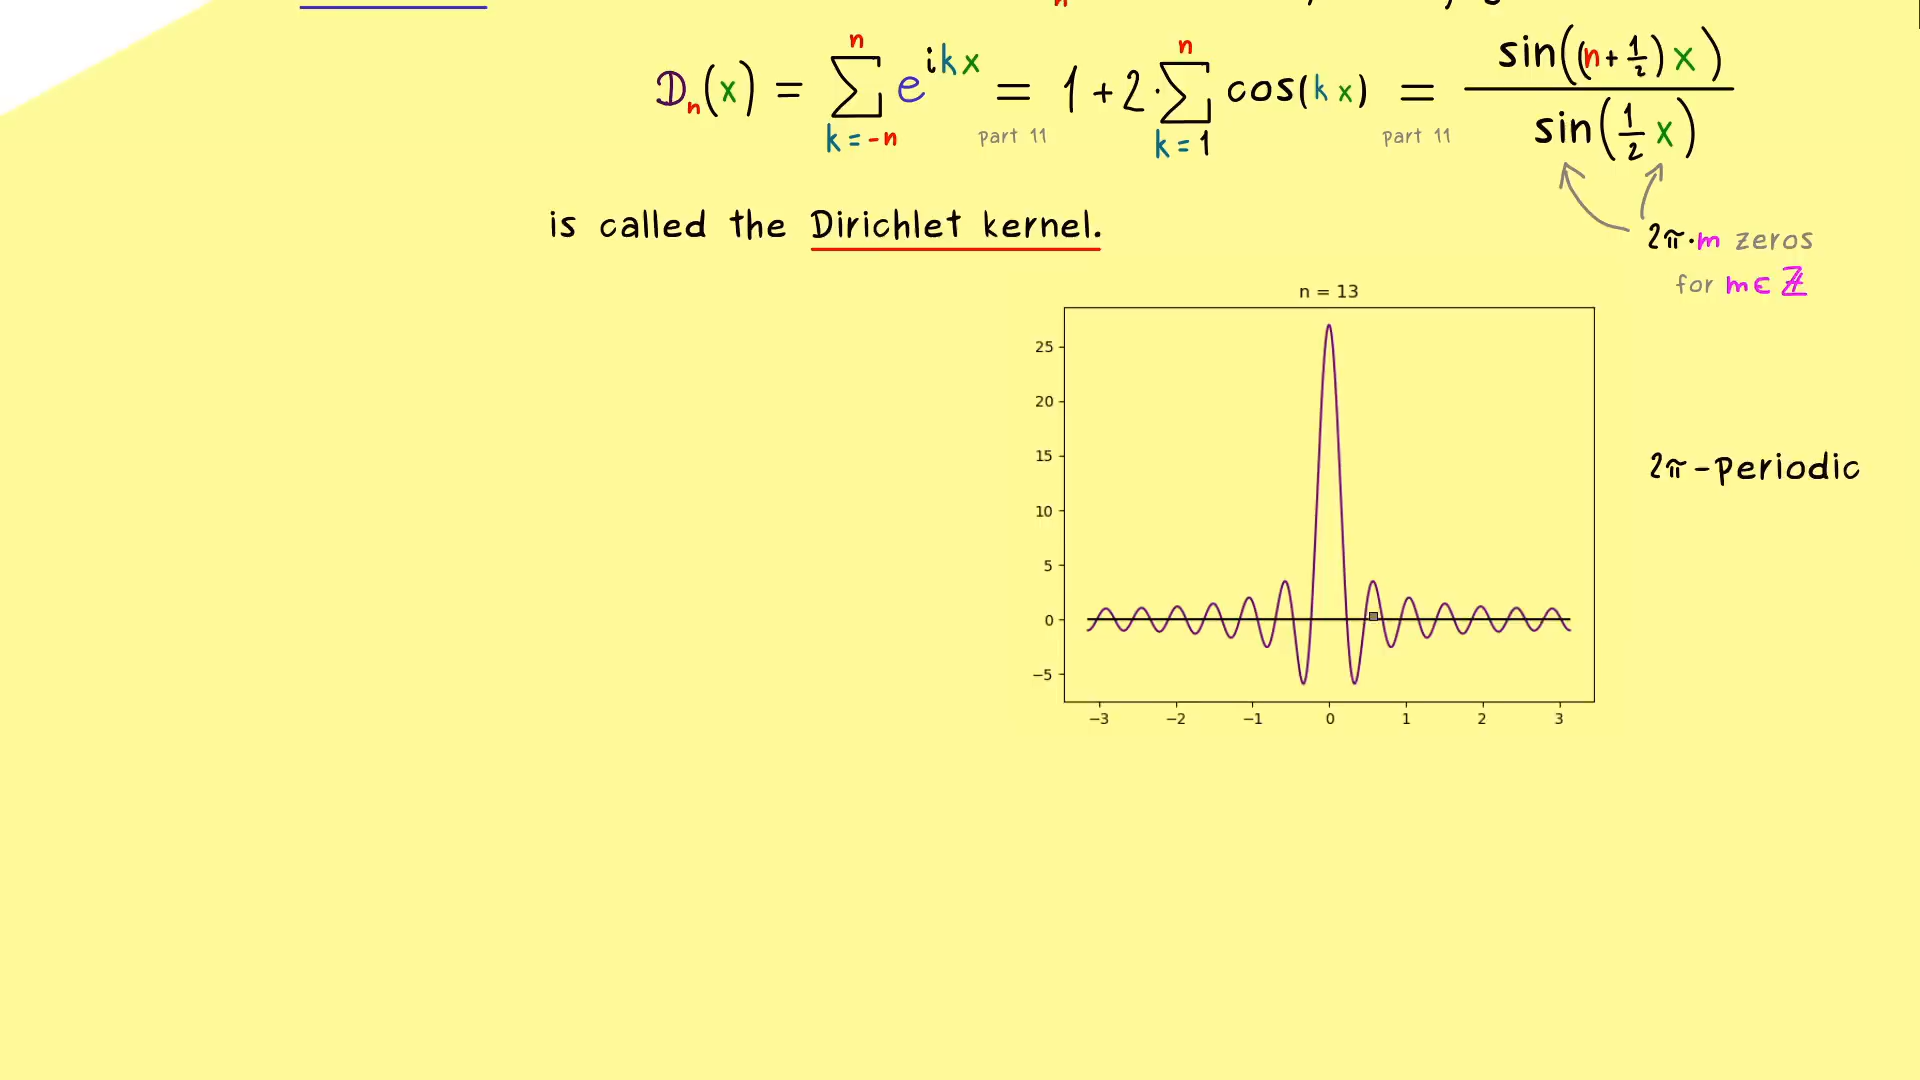 n
Dₙ(x) = ∑ₖ₌₋ₙⁿ e^{ikx} = 1 + 2 · ∑ₖ₌₁ⁿ cos(k x) = sin((n + 1/2) x) / sin(1/2 x)
part 11 part 11
is called the Dirichlet kernel.
2π · m zeros
for m ∈ ℤ
n = 13
25
20
15
10
5
0
−5
−3 −2 −1 0 1 2 3
2π-periodic